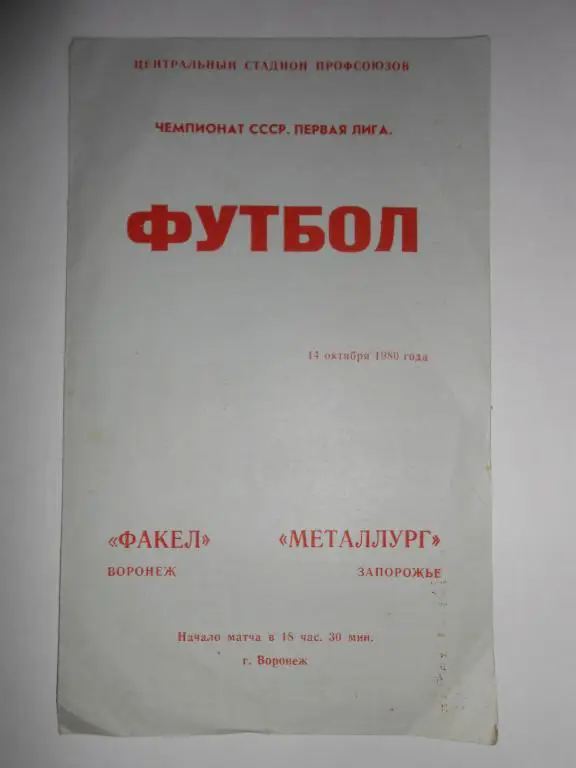 ЦЕНТРАЛЬНЫЙ СТАДИОН ПРОФСОЮЗОВ
ЧЕМПИОНАТ СССР. ПЕРВАЯ ЛИГА.
ФУТБОЛ
14 октября 1980 года
«ФАКЕЛ» «МЕТАЛЛУРГ»
ВОРОНЕЖ ЗАПОРОЖЬЕ
Начало матча в 18 час. 30 мин.
г. Воронеж